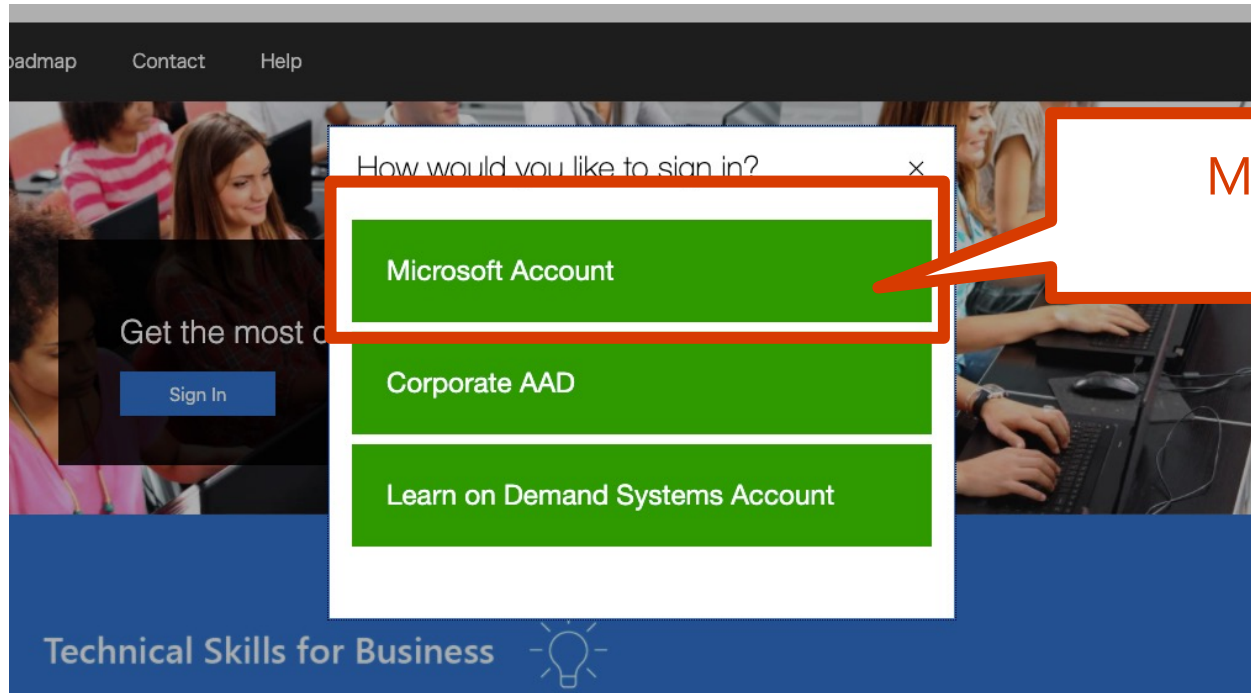 oadmap Contact Help
How would you like to sign in? ×
M
Microsoft Account
Get the most o
Sign In
Corporate AAD
Learn on Demand Systems Account
Technical Skills for Business